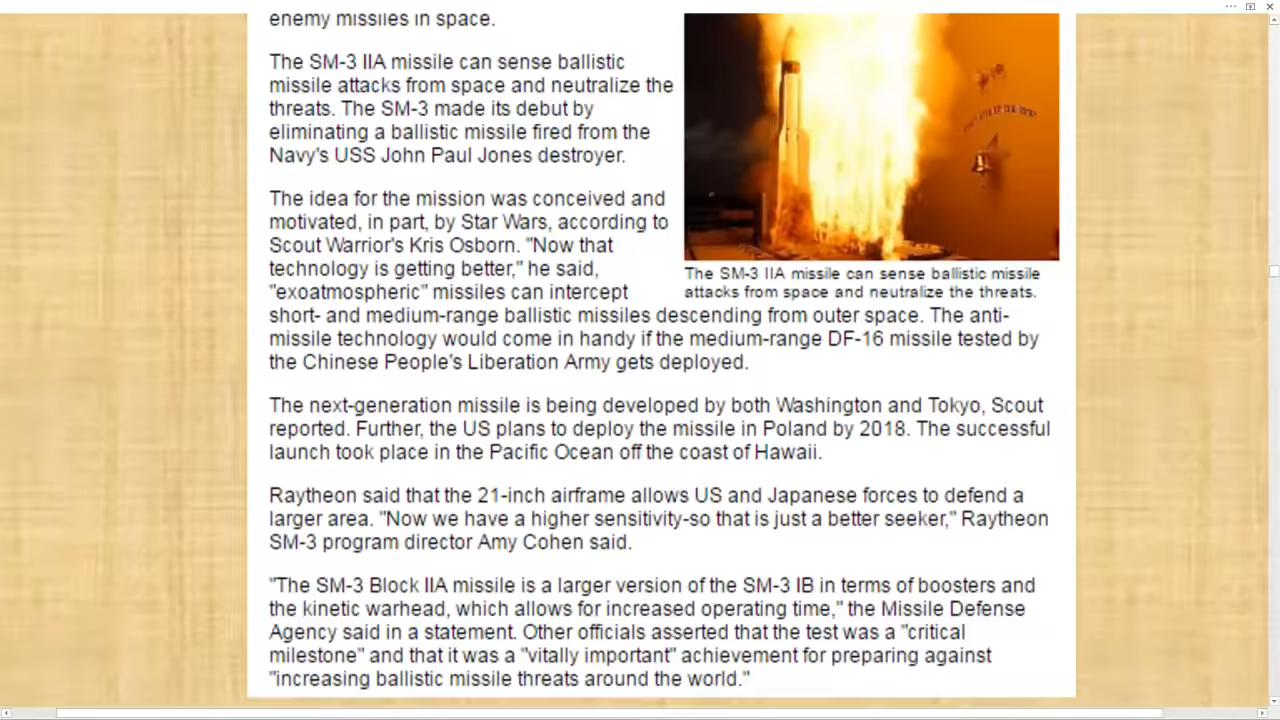 enemy missiles in space.
The SM-3 IIA missile can sense ballistic
missile attacks from space and neutralize the
threats. The SM-3 made its debut by
eliminating a ballistic missile fired from the
Navy's USS John Paul Jones destroyer.
The idea for the mission was conceived and
motivated, in part, by Star Wars, according to
Scout Warrior's Kris Osborn. "Now that
technology is getting better," he said,
"exoatmospheric" missiles can intercept
The SM-3 IIA missile can sense ballistic missile
attacks from space and neutralize the threats.
short- and medium-range ballistic missiles descending from outer space. The anti-
missile technology would come in handy if the medium-range DF-16 missile tested by
the Chinese People's Liberation Army gets deployed.
The next-generation missile is being developed by both Washington and Tokyo, Scout
reported. Further, the US plans to deploy the missile in Poland by 2018. The successful
launch took place in the Pacific Ocean off the coast of Hawaii.
Raytheon said that the 21-inch airframe allows US and Japanese forces to defend a
larger area. "Now we have a higher sensitivity-so that is just a better seeker," Raytheon
SM-3 program director Amy Cohen said.
"The SM-3 Block IIA missile is a larger version of the SM-3 IB in terms of boosters and
the kinetic warhead, which allows for increased operating time," the Missile Defense
Agency said in a statement. Other officials asserted that the test was a "critical
milestone" and that it was a "vitally important" achievement for preparing against
"increasing ballistic missile threats around the world."